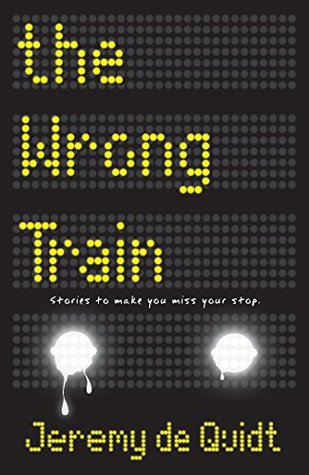 the
Wrong
Train
Stories to make you miss your stop.
Jeremy de Quidt